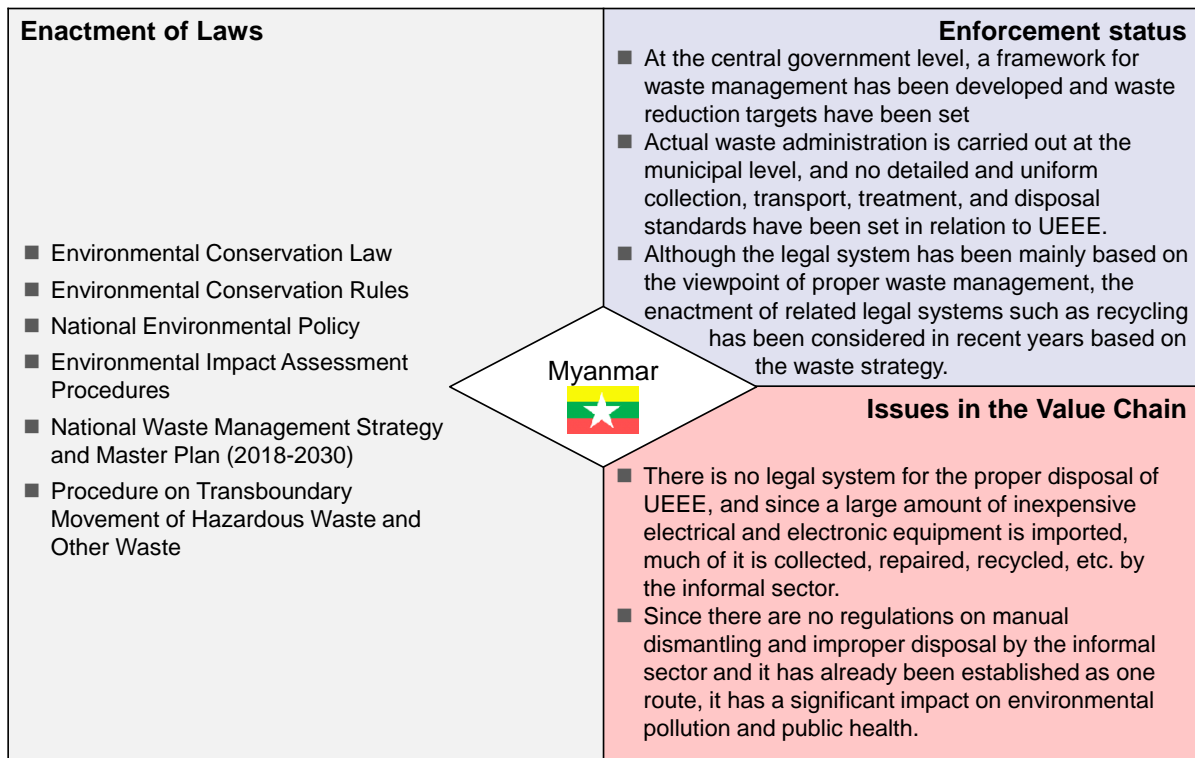 Enactment of Laws
■ Environmental Conservation Law
■ Environmental Conservation Rules
■ National Environmental Policy
■ Environmental Impact Assessment
Procedures
■ National Waste Management Strategy
and Master Plan (2018-2030)
■ Procedure on Transboundary
Movement of Hazardous Waste and
Other Waste
Enforcement status
■ At the central government level, a framework for
waste management has been developed and waste
reduction targets have been set
■ Actual waste administration is carried out at the
municipal level, and no detailed and uniform
collection, transport, treatment, and disposal
standards have been set in relation to UEEE.
■ Although the legal system has been mainly based on
the viewpoint of proper waste management, the
enactment of related legal systems such as recycling
has been considered in recent years based on
the waste strategy.
Myanmar
Issues in the Value Chain
■ There is no legal system for the proper disposal of
UEEE, and since a large amount of inexpensive
electrical and electronic equipment is imported,
much of it is collected, repaired, recycled, etc. by
the informal sector.
■ Since there are no regulations on manual
dismantling and improper disposal by the informal
sector and it has already been established as one
route, it has a significant impact on environmental
pollution and public health.